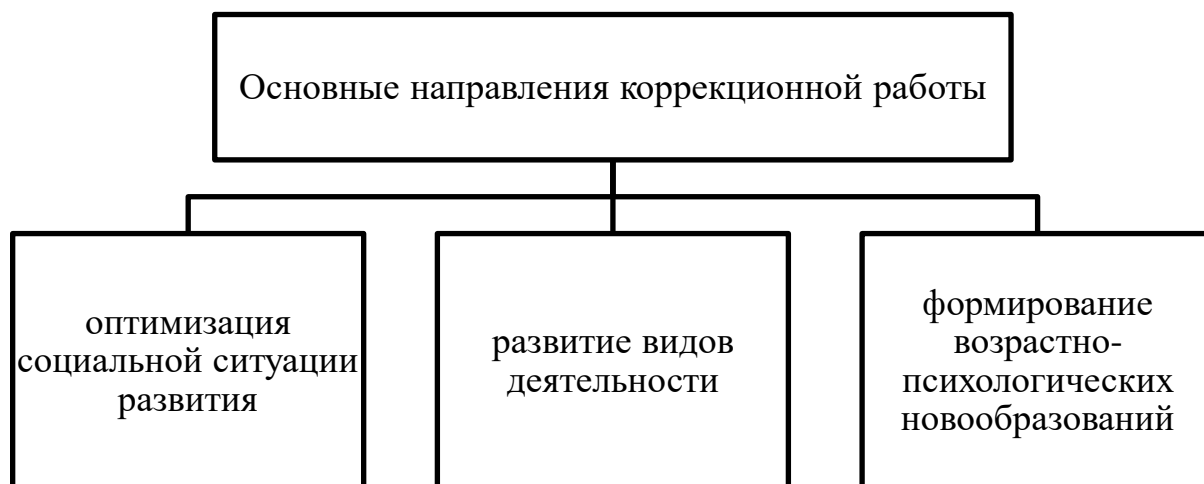 Основные направления коррекционной работы
оптимизация
социальной ситуации
развития
развитие видов
деятельности
формирование
возрастно-
психологических
новообразований